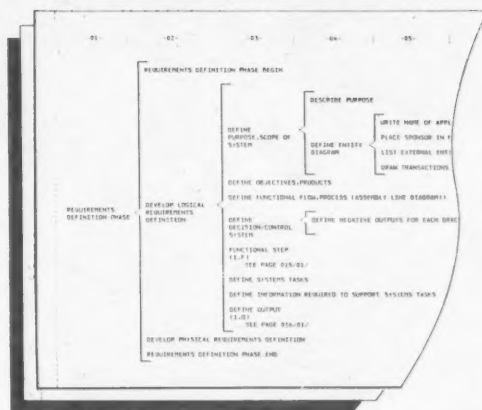 -01- -02- -03- -04- -05-
REQUIREMENTS DEFINITION PHASE BEGIN
DESCRIBE PURPOSE
WRITE NAME OF APPL
DEFINE
PURPOSE,SCOPE OF
SYSTEM
DEFINE ENTITY
DIAGRAM
PLACE SPONSOR IN
LIST EXTERNAL
DRAW TRANSACTIONS
DEFINE OBJECTIVES,PRODUCTS
REQUIREMENTS
DEFINITION PHASE
DEVELOP LOGICAL
REQUIREMENTS
DEFINITION
DEFINE FUNCTIONAL FLOW,PROCESS (ASSEMBLY LINE DIAGRAM)
DEFINE
DECISION/CONTROL
SYSTEM
DEFINE NEGATIVE OUTPUTS FOR EACH
FUNCTIONAL STEP
(1,F)
SEE PAGE 015/01/
DEFINE SYSTEMS TASKS
DEFINE INFORMATION REQUIRED TO SUPPORT SYSTEMS TASKS
DEFINE OUTPUT
(1,O)
SEE PAGE 016/01/
DEVELOP PHYSICAL REQUIREMENTS DEFINITION
REQUIREMENTS DEFINITION PHASE END